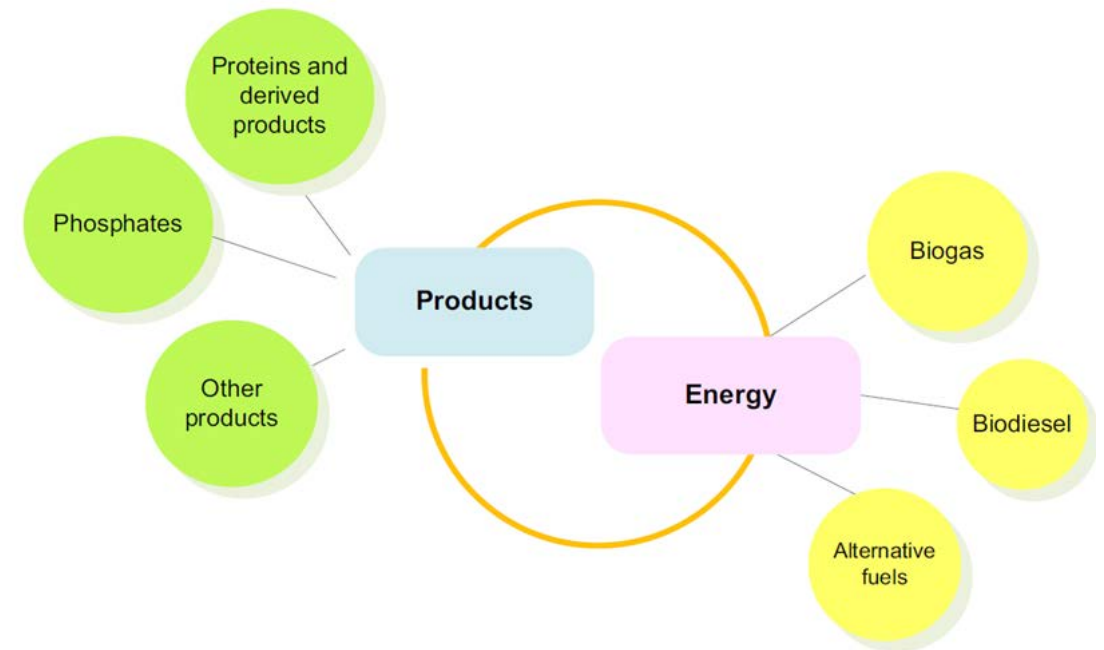 Proteins and
derived
products
Phosphates
Other
products
Products
Energy
Biogas
Biodiesel
Alternative
fuels